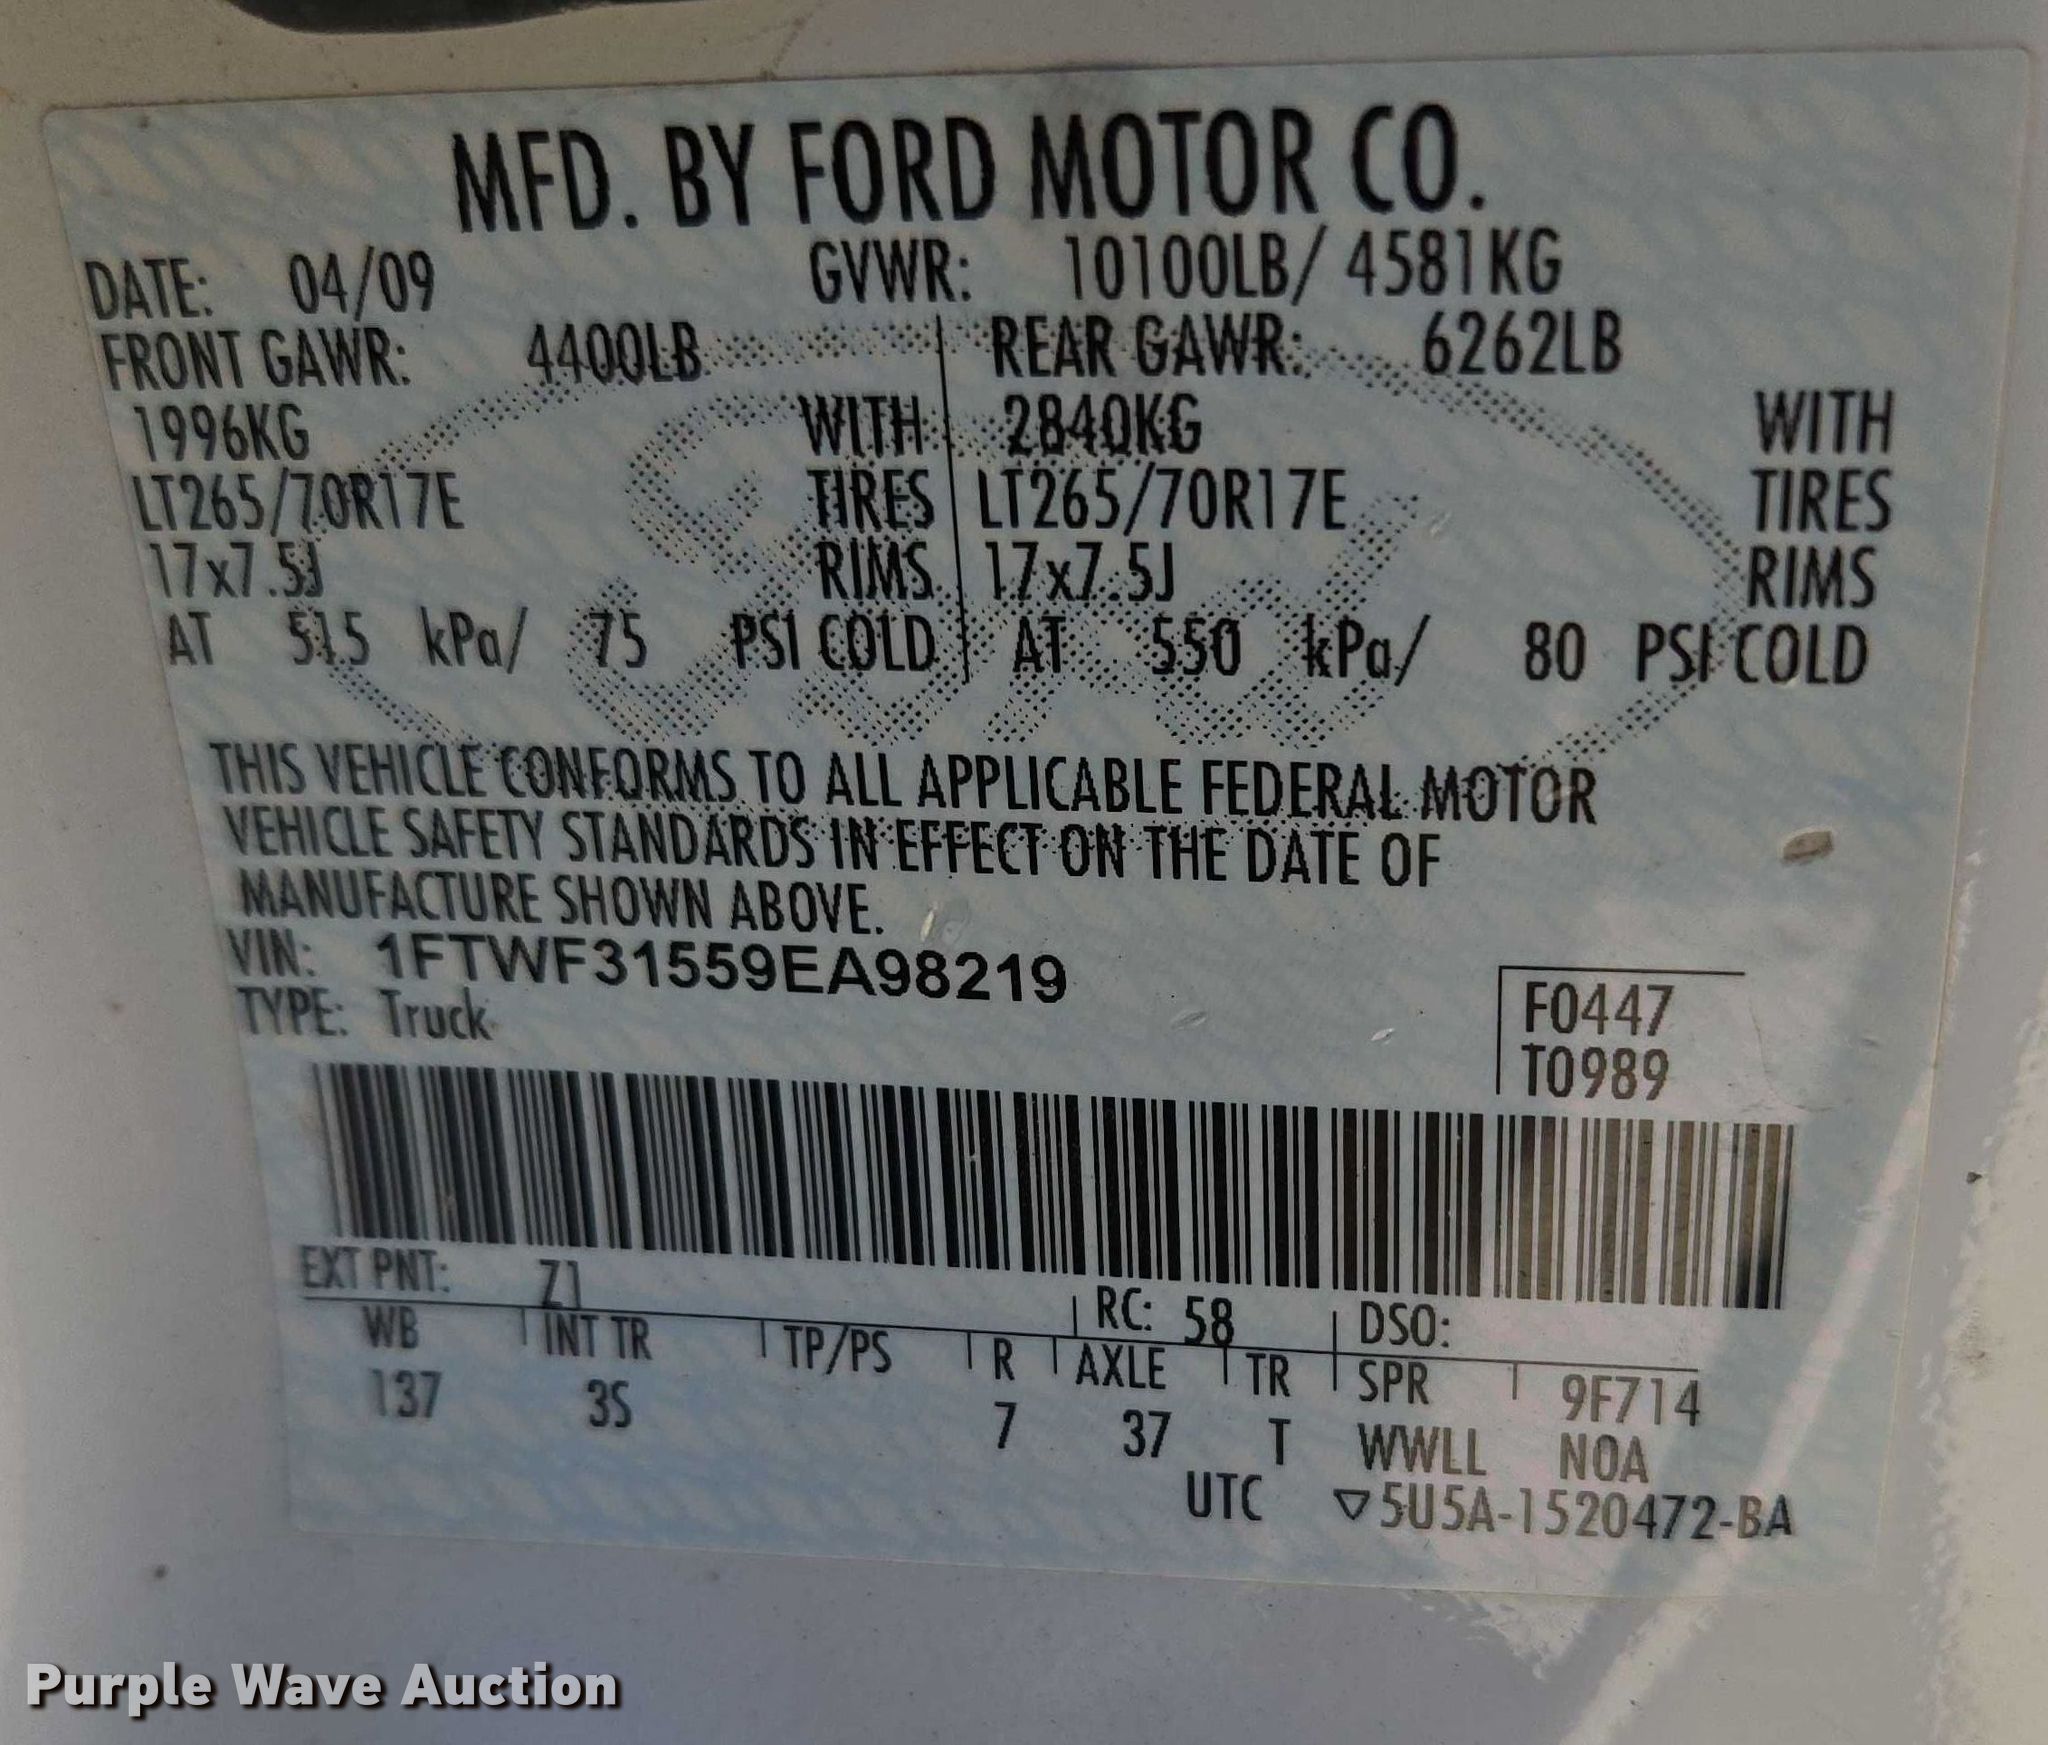 MFD. BY FORD MOTOR CO.
DATE: 04/09 GVWR: 10100LB/ 4581KG
FRONT GAWR: 4400LB REAR GAWR: 6262LB
1996KG WITH 2840KG WITH
LT265/70R17E TIRES LT265/70R17E TIRES
17x7.5J RIMS 17x7.5J RIMS
AT 515 kPa/ 75 PSI COLD AT 550 kPa/ 80 PSI COLD
THIS VEHICLE CONFORMS TO ALL APPLICABLE FEDERAL MOTOR
VEHICLE SAFETY STANDARDS IN EFFECT ON THE DATE OF
MANUFACTURE SHOWN ABOVE.
VIN: 1FTWF31559EA98219
TYPE: Truck
F0447
T0989
EXT PNT: Z1 RC: 58 DSO:
WB INT TR TP/PS R AXLE TR SPR 9F714
137 3S 7 37 T WWLL NOA
UTC ▽5U5A-1520472-BA
Purple Wave Auction